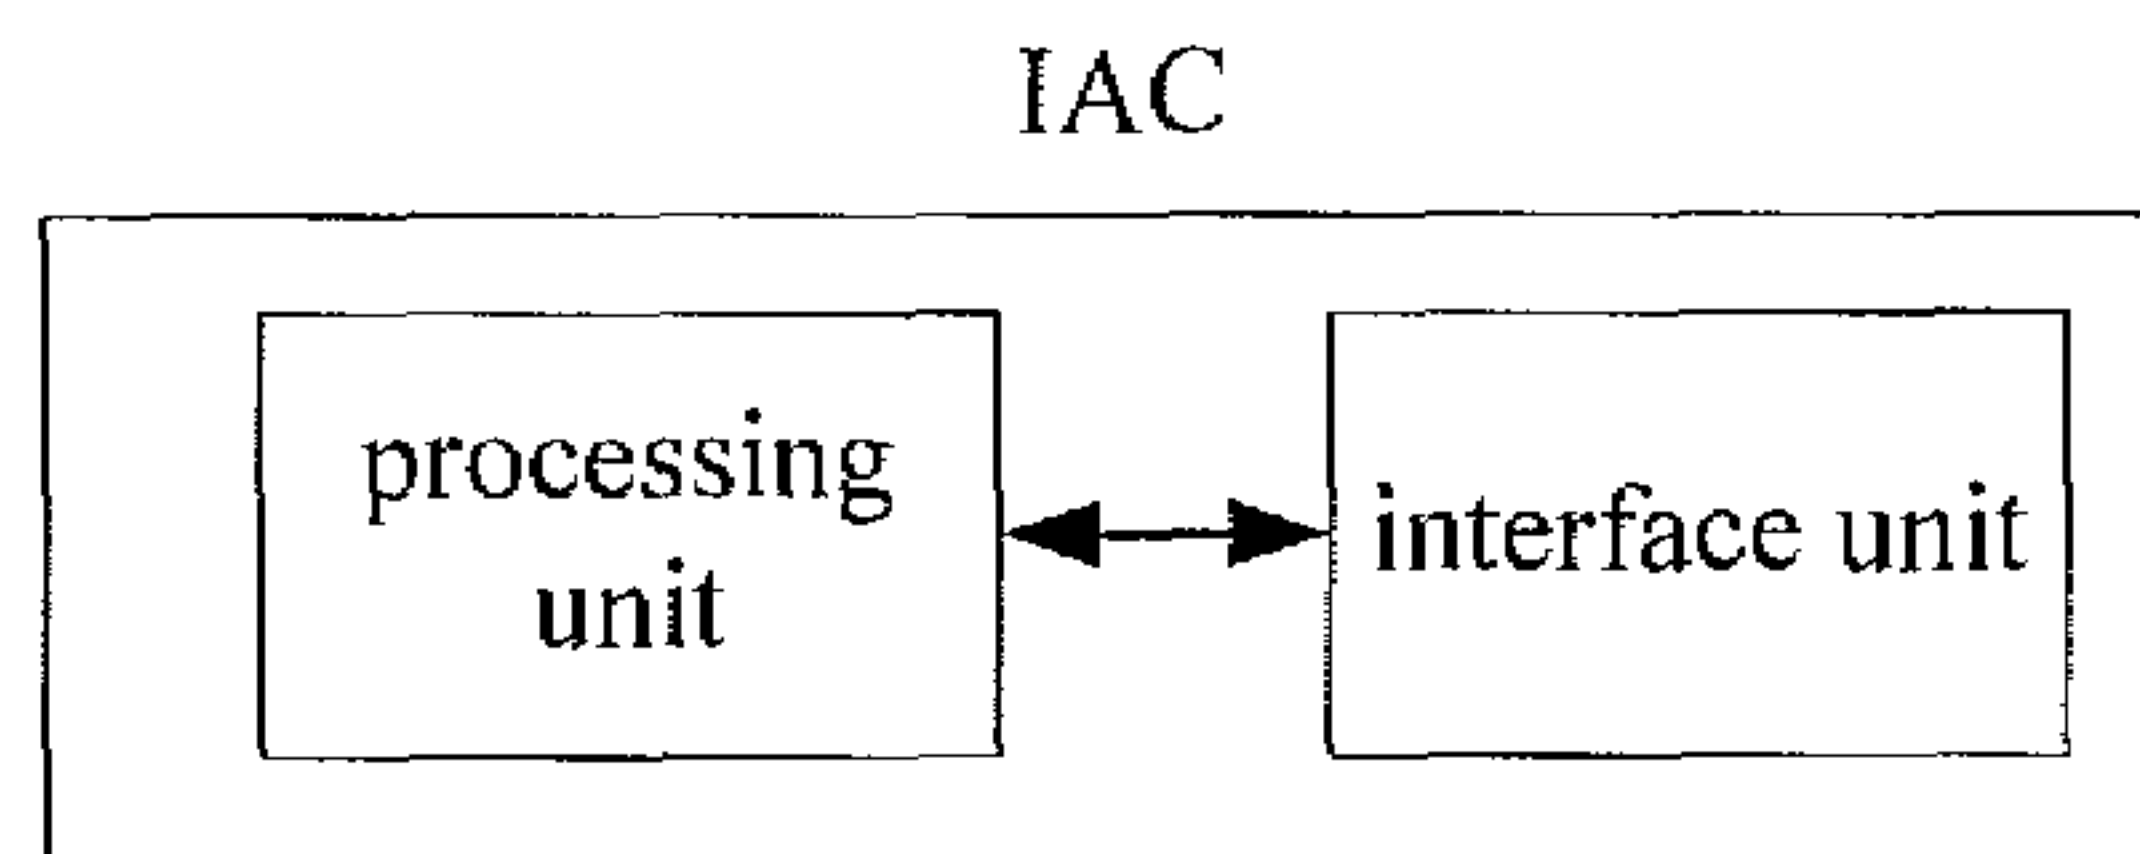 IAC
processing
unit
interface unit